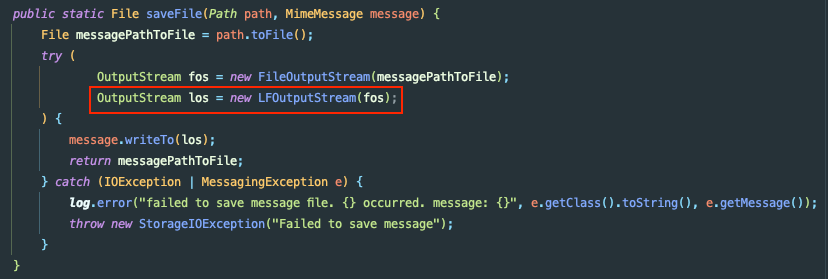 public static File saveFile(Path path, MimeMessage message) {
File messagePathToFile = path.toFile();
try (
OutputStream fos = new FileOutputStream(messagePathToFile);
OutputStream los = new LFOutputStream(fos);
) {
message.writeTo(los);
return messagePathToFile;
} catch (IOException | MessagingException e) {
log.error("failed to save message file. {} occurred. message: {}", e.getClass().toString(), e.getMessage());
throw new StorageIOException("Failed to save message");
}
}